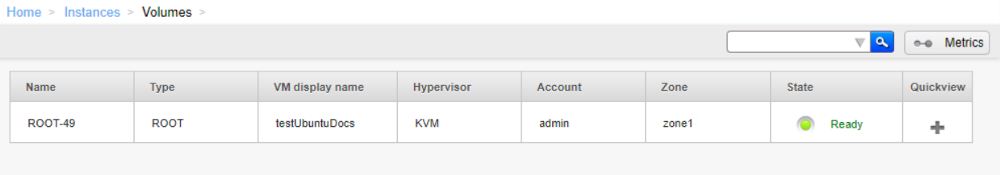 Home > Instances > Volumes >
Metrics
Name Type VM display name Hypervisor Account Zone State Quickview
ROOT-49 ROOT testUbuntuDocs KVM admin zone1 Ready